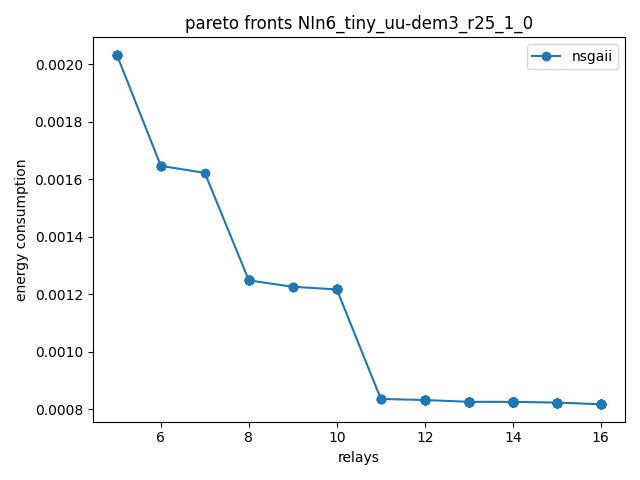 pareto fronts NIn6_tiny_uu-dem3_r25_1_0
nsgaii
energy consumption
0.0020
0.0018
0.0016
0.0014
0.0012
0.0010
0.0008
6 8 10 12 14 16
relays